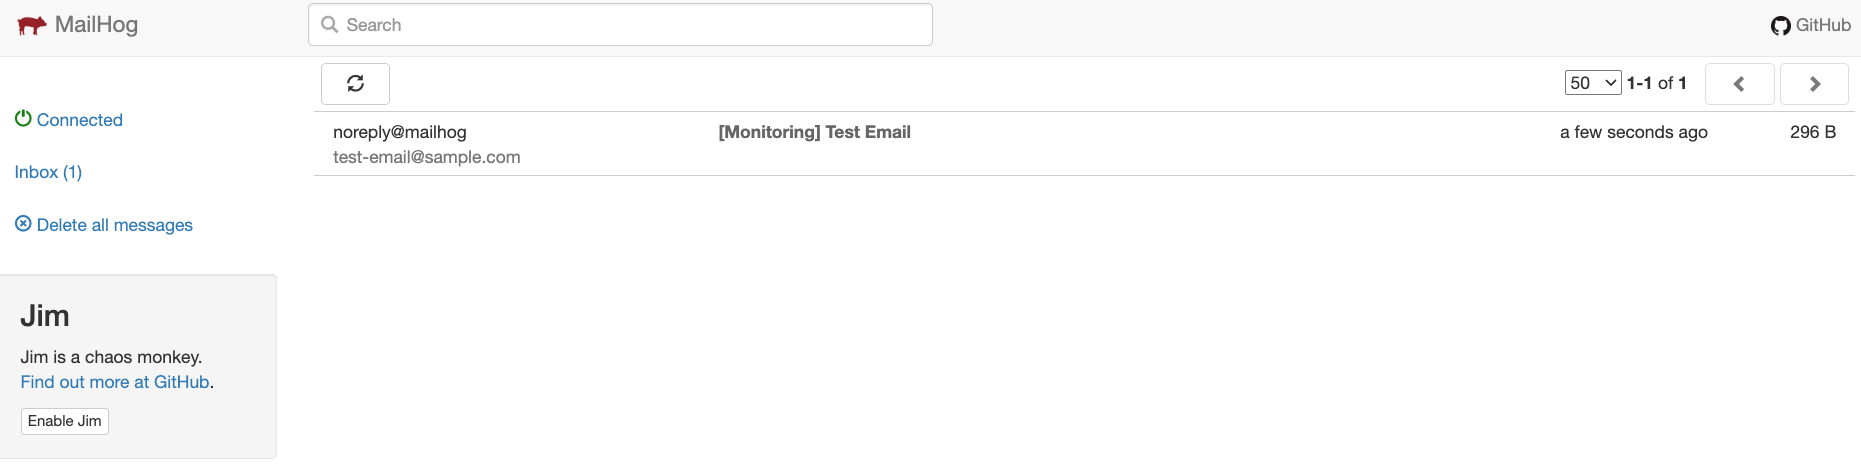 MailHog
Search
GitHub
50 1-1 of 1
Connected
Inbox (1)
Delete all messages
noreply@mailhog [Monitoring] Test Email a few seconds ago 296 B
test-email@sample.com
Jim
Jim is a chaos monkey.
Find out more at GitHub.
Enable Jim